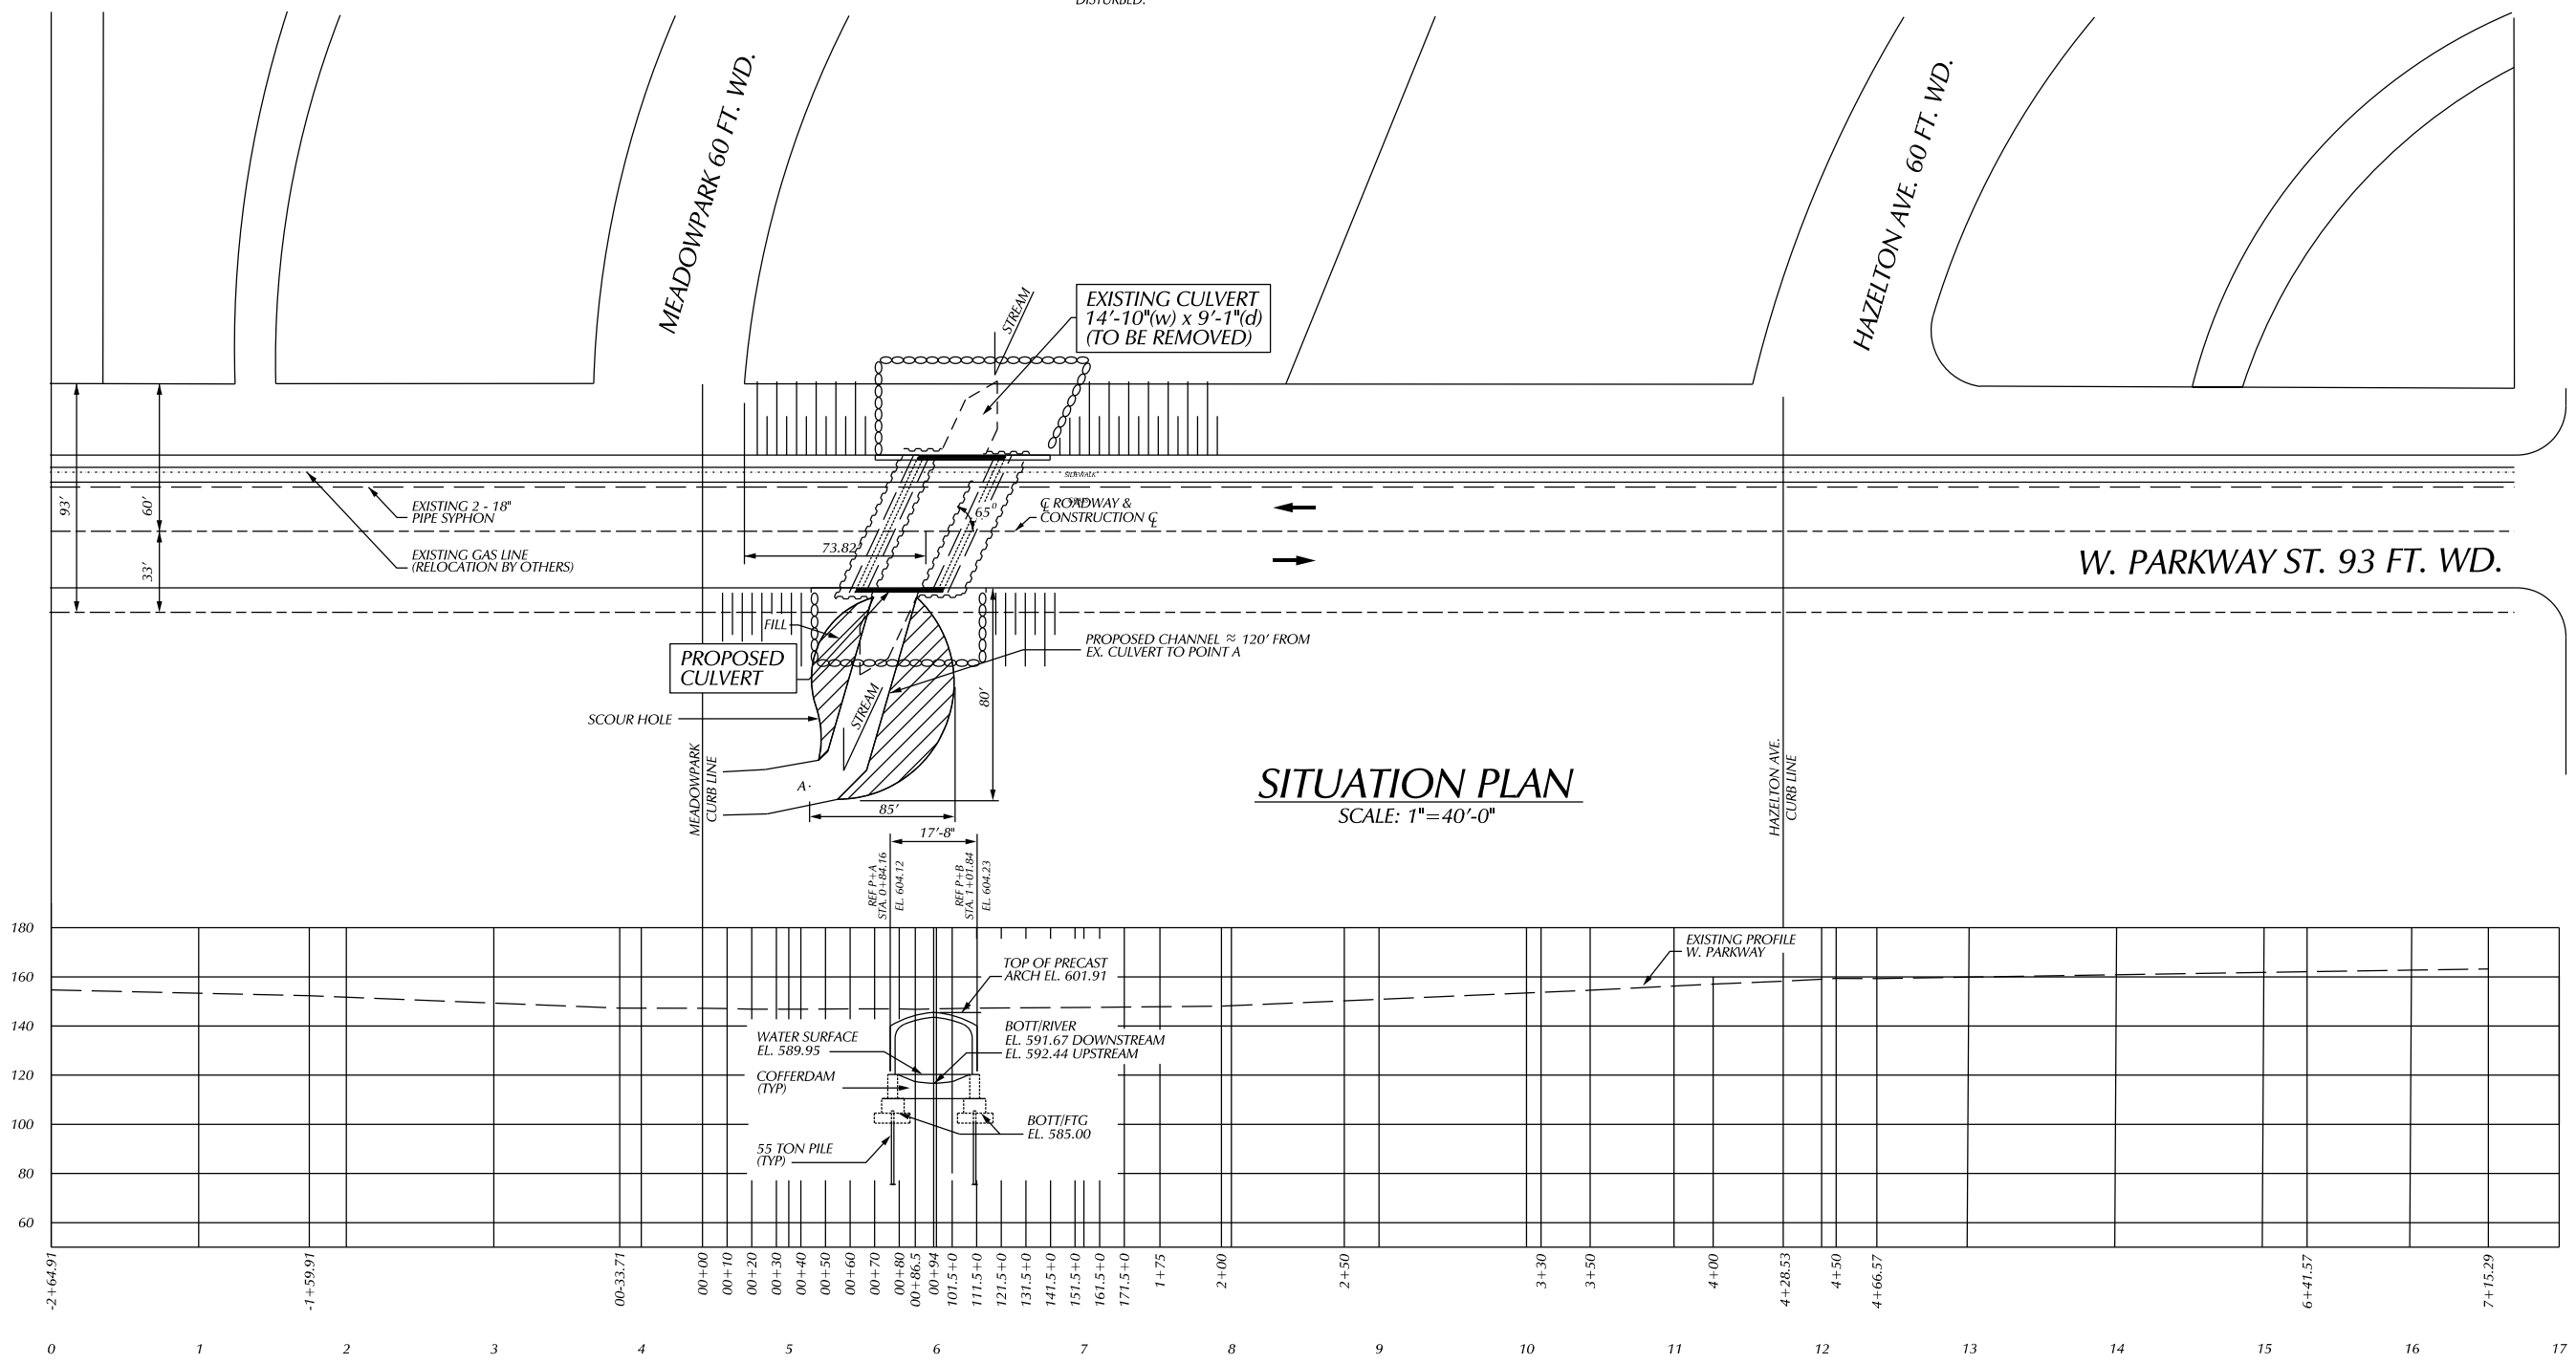 DISTURBED.
MEADOWPARK 60 FT. WD.
HAZELTON AVE. 60 FT. WD.
STREAM
EXISTING CULVERT
14'-10"(w) x 9'-1"(d)
(TO BE REMOVED)
SIDEWALK
93'
60'
33'
EXISTING 2 - 18"
PIPE SYPHON
EXISTING GAS LINE
(RELOCATION BY OTHERS)
65°
℄ ROADWAY &
CONSTRUCTION ℄
73.82'
W. PARKWAY ST. 93 FT. WD.
FILL
PROPOSED
CULVERT
PROPOSED CHANNEL ≈ 120' FROM
EX. CULVERT TO POINT A
STREAM
80'
SCOUR HOLE
MEADOWPARK
CURB LINE
A
85'
SITUATION PLAN
SCALE: 1"=40'-0"
HAZELTON AVE.
CURB LINE
17'-8"
REF P+A
STA. 0+84.16
EL. 604.12
REF P+B
STA. 1+01.84
EL. 604.23
180
160
140
120
100
80
60
EXISTING PROFILE
W. PARKWAY
TOP OF PRECAST
ARCH EL. 601.91
WATER SURFACE
EL. 589.95
BOTT/RIVER
EL. 591.67 DOWNSTREAM
EL. 592.44 UPSTREAM
COFFERDAM
(TYP)
BOTT/FTG
EL. 585.00
55 TON PILE
(TYP)
-2+64.91
-1+59.91
00-33.71
00+00
00+10
00+20
00+30
00+40
00+50
00+60
00+70
00+80
00+86.5
00+94
101.5+0
111.5+0
121.5+0
131.5+0
141.5+0
151.5+0
161.5+0
171.5+0
1+75
2+00
2+50
3+30
3+50
4+00
4+28.53
4+50
4+66.57
6+41.57
7+15.29
0 1 2 3 4 5 6 7 8 9 10 11 12 13 14 15 16 17